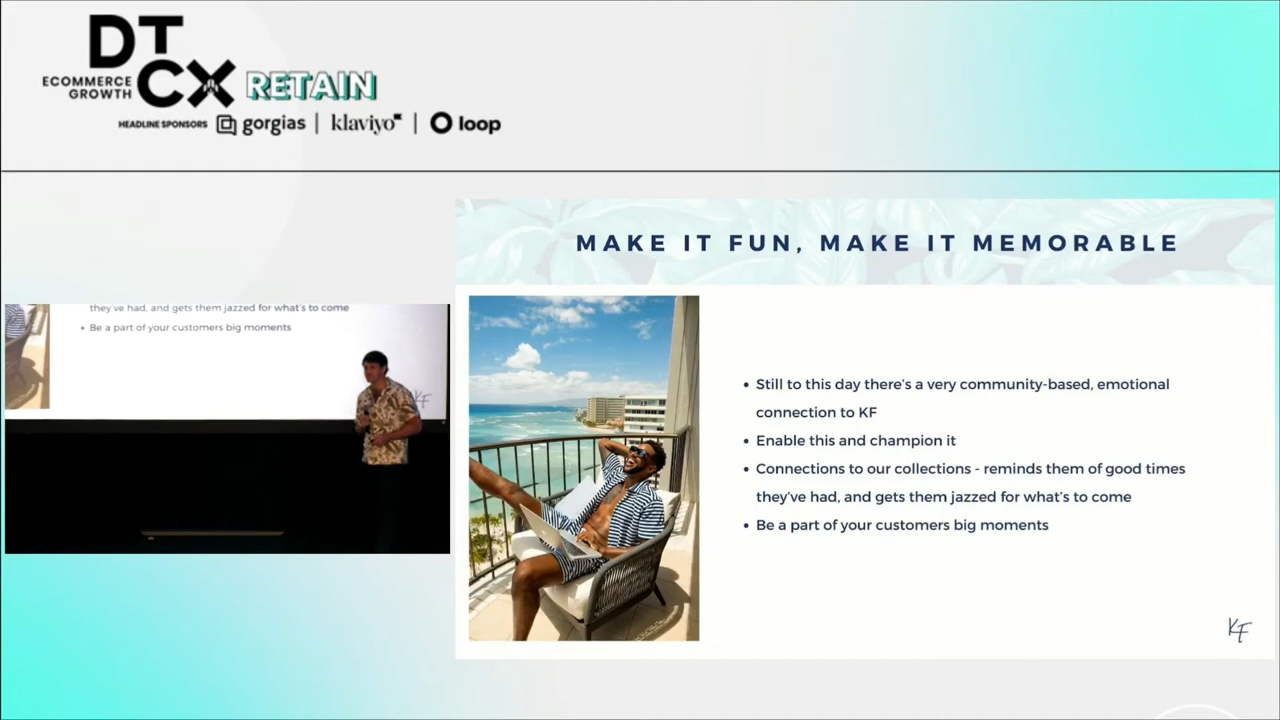 DT
ECOMMERCE
GROWTH
CX
RETAIN
HEADLINE SPONSORS
gorgias
klaviyo
loop
MAKE IT FUN, MAKE IT MEMORABLE
they've had, and gets them jazzed for what's to come
• Be a part of your customers big moments
KF
• Still to this day there's a very community-based, emotional
connection to KF
• Enable this and champion it
• Connections to our collections - reminds them of good times
they've had, and gets them jazzed for what's to come
• Be a part of your customers big moments
KF